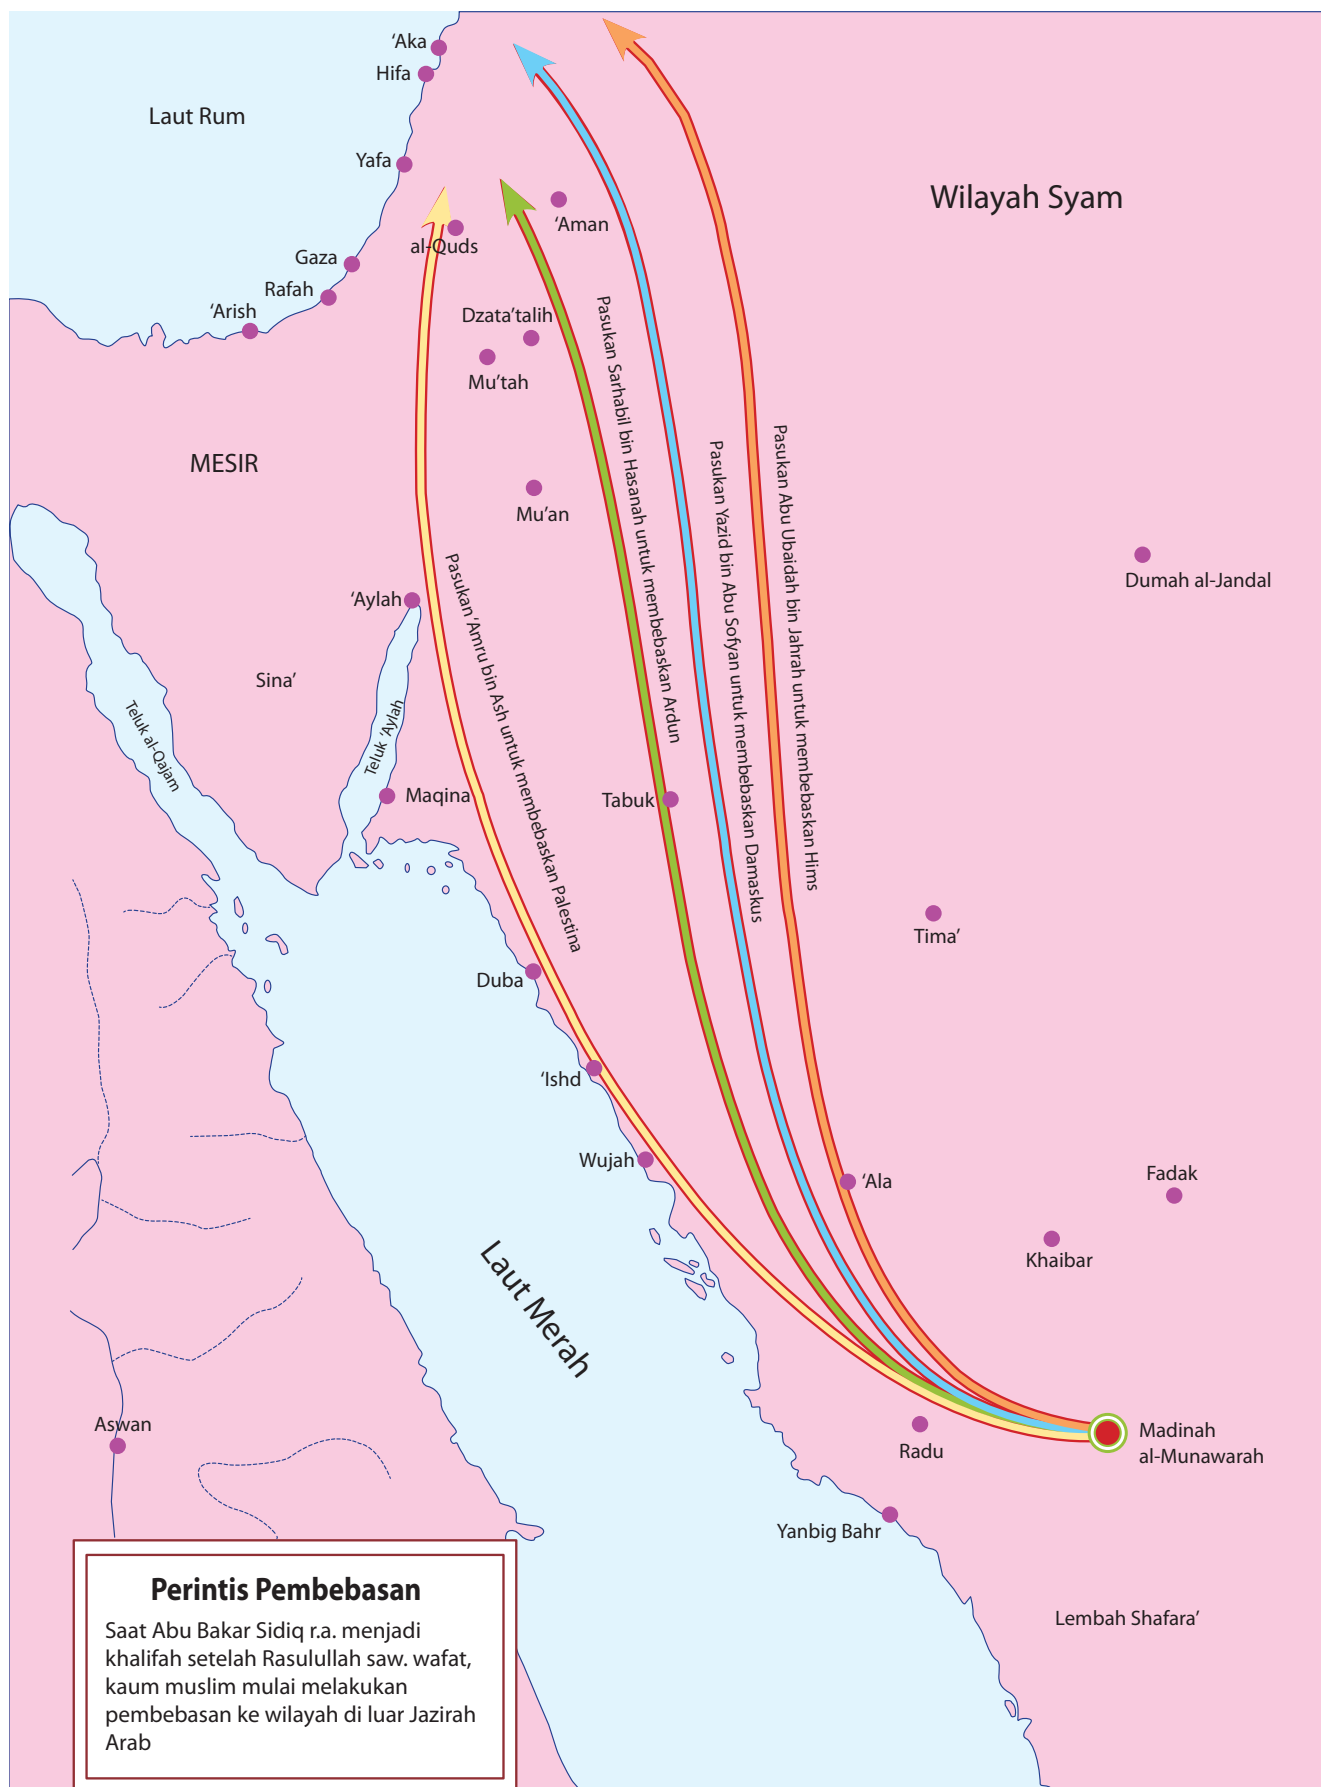 ‘Aka
Hifa
Laut Rum
Yafa
Wilayah Syam
‘Aman
al-Quds
Gaza
Rafah
‘Arish
Dzata’talih
Mu’tah
MESIR
Mu’an
Dumah al-Jandal
‘Aylah
Sina’
Teluk al-Qajam
Teluk ‘Aylah
Maqina
Pasukan ‘Amru bin Ash untuk membebaskan Palestina
Pasukan Sarhabil bin Hasanah untuk membebaskan Ardun
Pasukan Yazid bin Abu Sofyan untuk membebaskan Damaskus
Pasukan Abu Ubaidah bin Jahrah untuk membebaskan Hims
Tabuk
Tima’
Duba
‘Ishd
Wujah
‘Ala
Fadak
Khaibar
Laut Merah
Aswan
Radu
Madinah
al-Munawarah
Yanbig Bahr
Lembah Shafara’
Perintis Pembebasan
Saat Abu Bakar Sidiq r.a. menjadi
khalifah setelah Rasulullah saw. wafat,
kaum muslim mulai melakukan
pembebasan ke wilayah di luar Jazirah
Arab